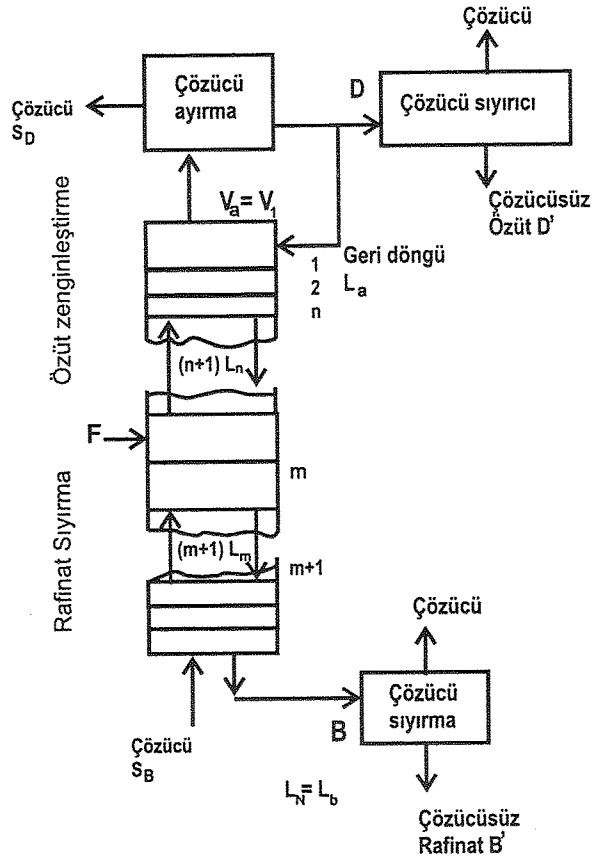 Çözücü
Çözücü
ayırma
D
Çözücü sıyırıcı
Çözücü
S_D
Çözücüsüz
Özüt D'
V_a = V_1
Özüt zenginleştirme
1
2
n
Geri döngü
L_a
(n+1) L_n
F
m
Rafinat Sıyırma
(m+1) L_m
m+1
Çözücü
Çözücü
sıyırma
B
Çözücü
S_B
L_N = L_b
Çözücüsüz
Rafinat B'